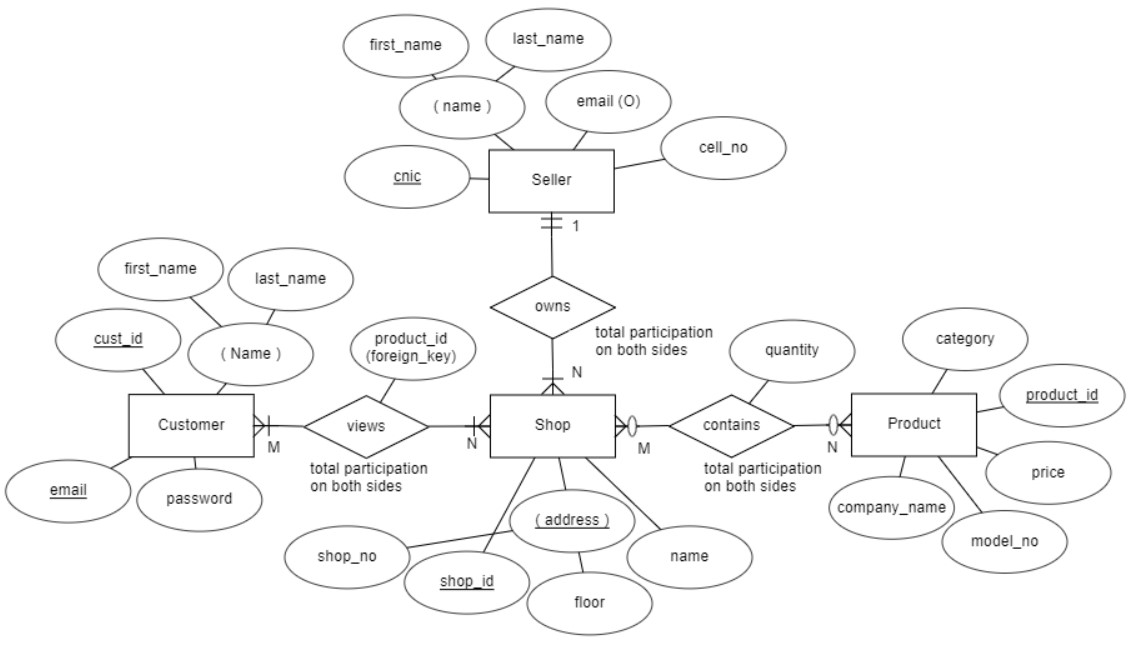 first_name
last_name
( name )
email (O)
cell_no
cnic
Seller
1
owns
total participation
on both sides
N
first_name
last_name
cust_id
( Name )
Customer
email
password
M
product_id
(foreign_key)
views
total participation
on both sides
N
Shop
M
quantity
contains
total participation
on both sides
N
category
product_id
Product
price
company_name
model_no
( address )
shop_no
shop_id
floor
name